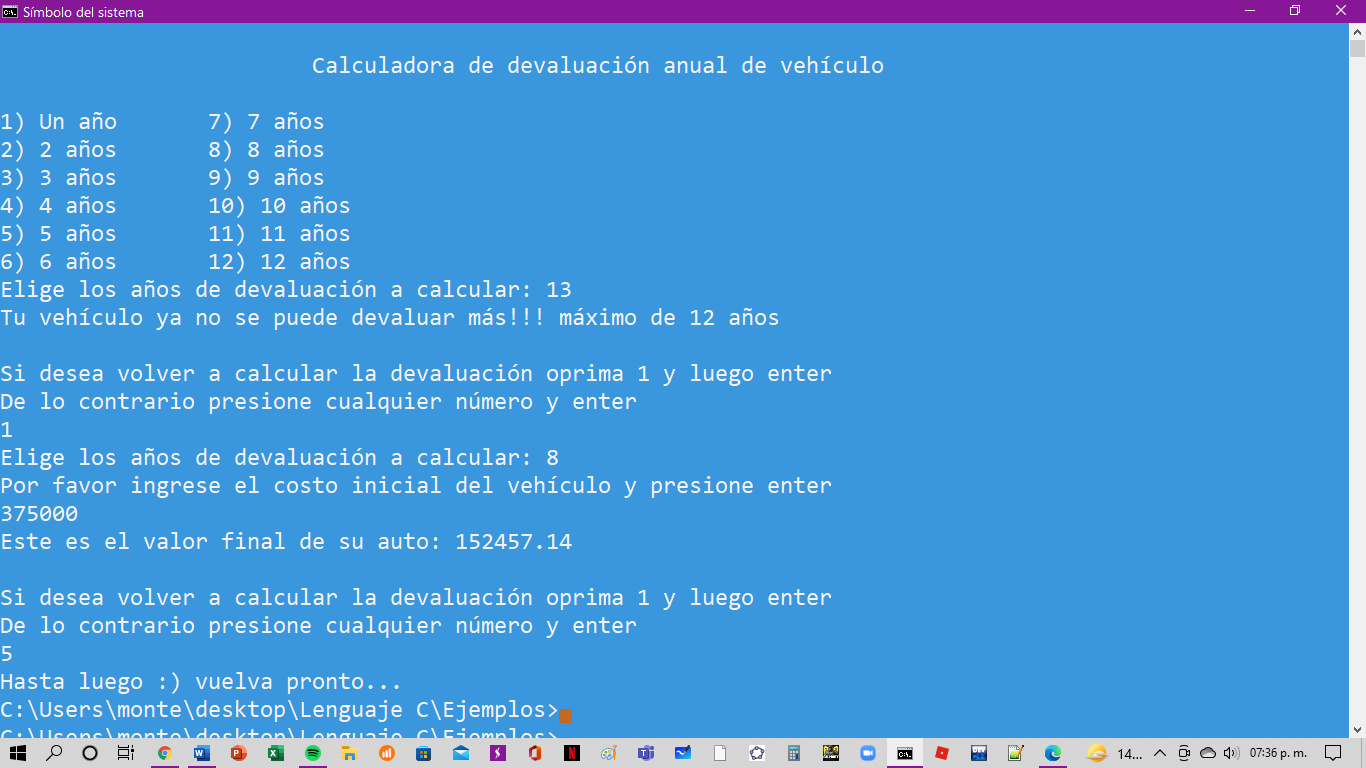 Símbolo del sistema
Calculadora de devaluación anual de vehículo
1) Un año 7) 7 años
2) 2 años 8) 8 años
3) 3 años 9) 9 años
4) 4 años 10) 10 años
5) 5 años 11) 11 años
6) 6 años 12) 12 años
Elige los años de devaluación a calcular: 13
Tu vehículo ya no se puede devaluar más!!! máximo de 12 años
Si desea volver a calcular la devaluación oprima 1 y luego enter
De lo contrario presione cualquier número y enter
1
Elige los años de devaluación a calcular: 8
Por favor ingrese el costo inicial del vehículo y presione enter
375000
Este es el valor final de su auto: 152457.14
Si desea volver a calcular la devaluación oprima 1 y luego enter
De lo contrario presione cualquier número y enter
5
Hasta luego :) vuelva pronto...
C:\Users\monte\desktop\Lenguaje C\Ejemplos>
C:\Users\monte\desktop\Lenguaje C\Ejemplos>
14... 07:36 p. m.